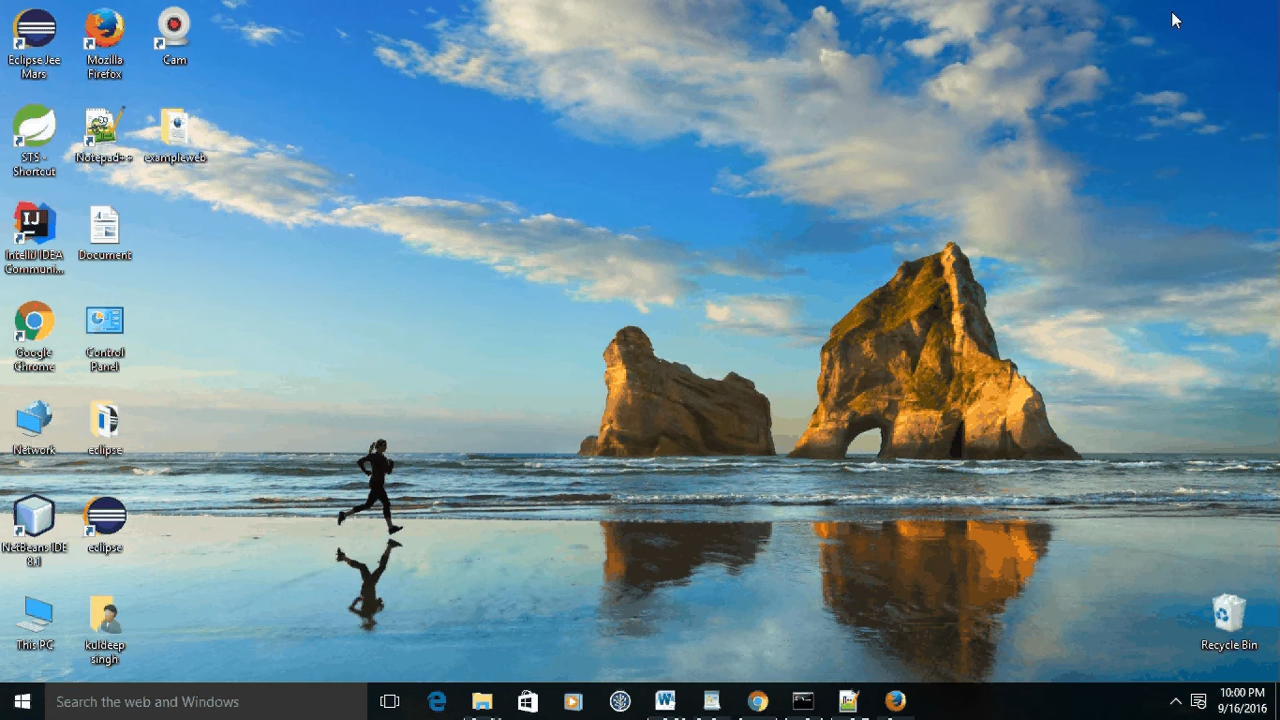 Eclipse Jee
Mars
Mozilla
Firefox
Cam
STS -
Shortcut
Notepad++
exampleweb
IJ
IntelliJ IDEA
Communi...
Document
Google
Chrome
Control
Panel
Network
eclipse
NetBeans IDE
8.1
eclipse
This PC
kuldeep
singh
Recycle Bin
Search the web and Windows
10:00 PM
9/16/2016